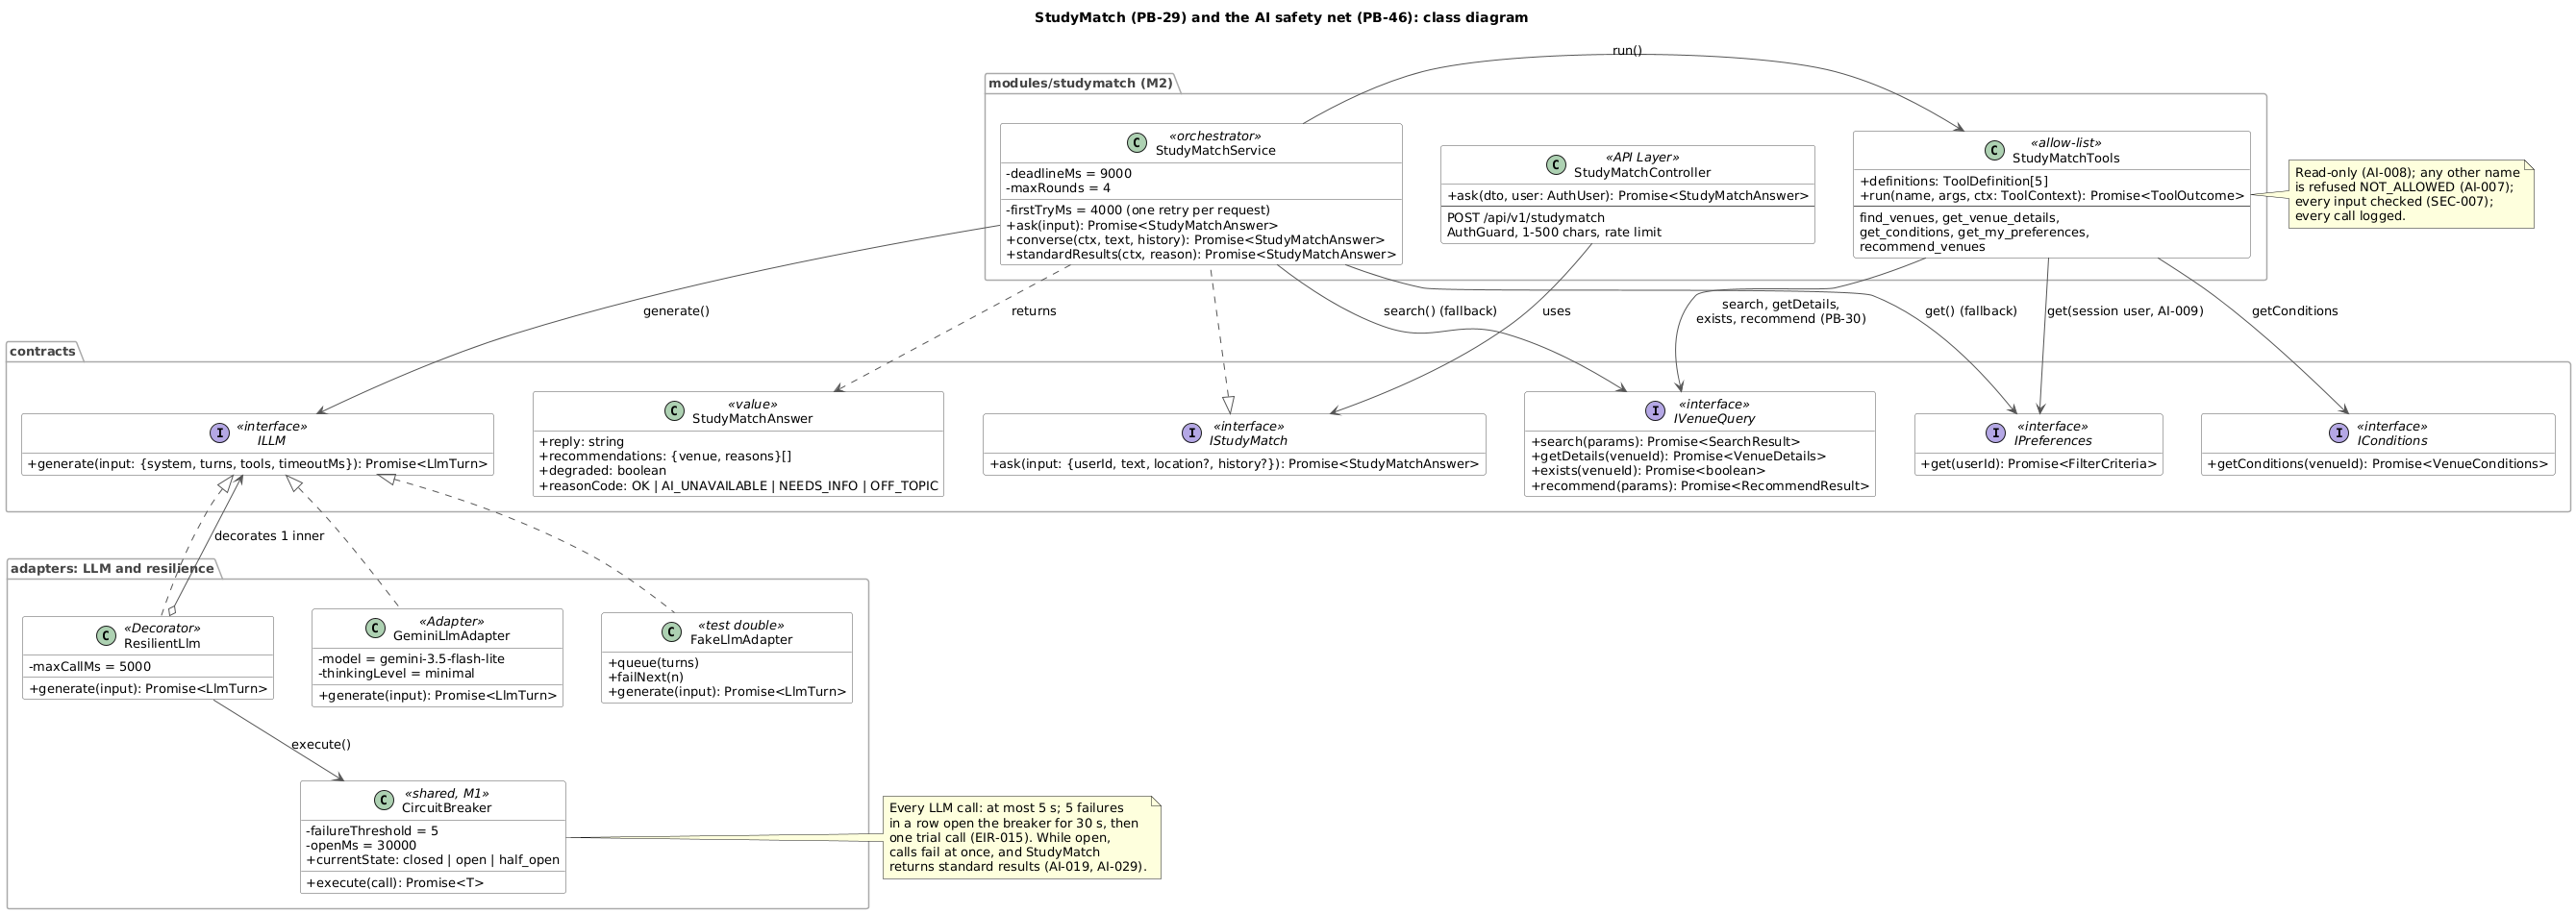 StudyMatch (PB-29) and the AI safety net (PB-46): class diagram
run()
modules/studymatch (M2)
C
«orchestrator»
StudyMatchService
-deadlineMs = 9000
-maxRounds = 4
-firstTryMs = 4000 (one retry per request)
+ask(input): Promise<StudyMatchAnswer>
+converse(ctx, text, history): Promise<StudyMatchAnswer>
+standardResults(ctx, reason): Promise<StudyMatchAnswer>
C
«API Layer»
StudyMatchController
+ask(dto, user: AuthUser): Promise<StudyMatchAnswer>
POST /api/v1/studymatch
AuthGuard, 1-500 chars, rate limit
C
«allow-list»
StudyMatchTools
+definitions: ToolDefinition[5]
+run(name, args, ctx: ToolContext): Promise<ToolOutcome>
find_venues, get_venue_details,
get_conditions, get_my_preferences,
recommend_venues
Read-only (AI-008); any other name
is refused NOT_ALLOWED (AI-007);
every input checked (SEC-007);
every call logged.
generate()
returns
search() (fallback)
uses
search, getDetails,
exists, recommend (PB-30)
get() (fallback)
get(session user, AI-009)
getConditions
contracts
I
«interface»
ILLM
+generate(input: {system, turns, tools, timeoutMs}): Promise<LlmTurn>
C
«value»
StudyMatchAnswer
+reply: string
+recommendations: {venue, reasons}[]
+degraded: boolean
+reasonCode: OK | AI_UNAVAILABLE | NEEDS_INFO | OFF_TOPIC
I
«interface»
IStudyMatch
+ask(input: {userId, text, location?, history?}): Promise<StudyMatchAnswer>
I
«interface»
IVenueQuery
+search(params): Promise<SearchResult>
+getDetails(venueId): Promise<VenueDetails>
+exists(venueId): Promise<boolean>
+recommend(params): Promise<RecommendResult>
I
«interface»
IPreferences
+get(userId): Promise<FilterCriteria>
I
«interface»
IConditions
+getConditions(venueId): Promise<VenueConditions>
decorates 1 inner
adapters: LLM and resilience
C
«Decorator»
ResilientLlm
-maxCallMs = 5000
+generate(input): Promise<LlmTurn>
C
«Adapter»
GeminiLlmAdapter
-model = gemini-3.5-flash-lite
-thinkingLevel = minimal
+generate(input): Promise<LlmTurn>
C
«test double»
FakeLlmAdapter
+queue(turns)
+failNext(n)
+generate(input): Promise<LlmTurn>
execute()
C
«shared, M1»
CircuitBreaker
-failureThreshold = 5
-openMs = 30000
+currentState: closed | open | half_open
+execute(call): Promise<T>
Every LLM call: at most 5 s; 5 failures
in a row open the breaker for 30 s, then
one trial call (EIR-015). While open,
calls fail at once, and StudyMatch
returns standard results (AI-019, AI-029).